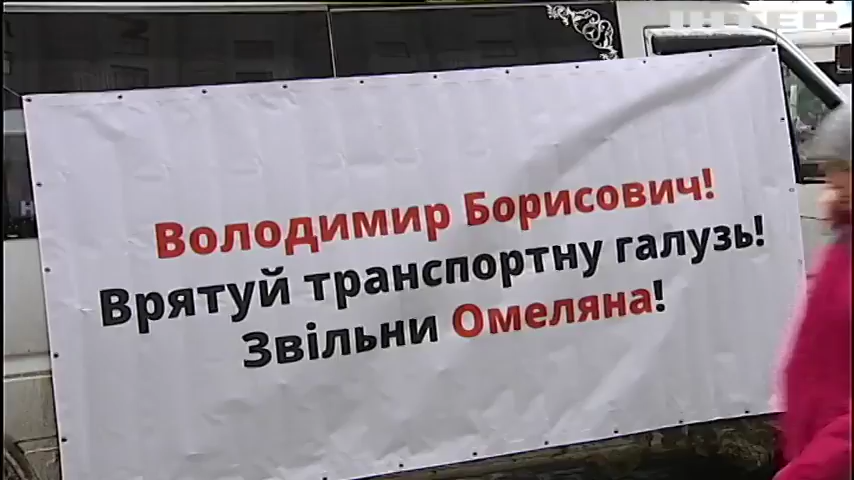 ІНТЕР
Володимир Борисович!
Врятуй транспортну галузь!
Звільни Омеляна!